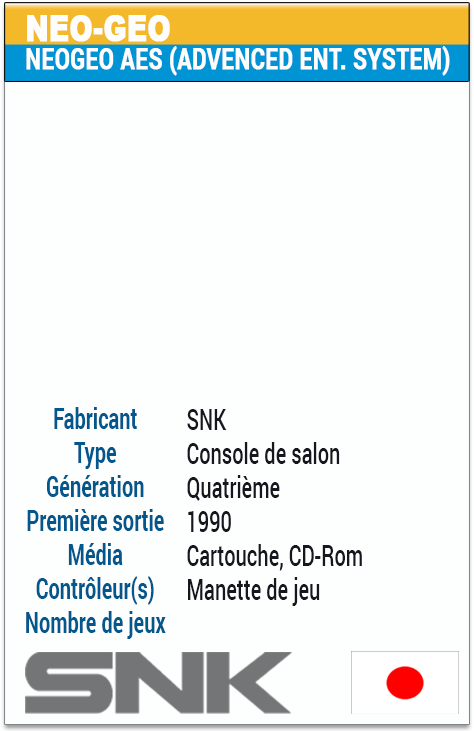 NEO-GEO
NEOGEO AES (ADVENCED ENT. SYSTEM)
Fabricant SNK
Type Console de salon
Génération Quatrième
Première sortie 1990
Média Cartouche, CD-Rom
Contrôleur(s) Manette de jeu
Nombre de jeux
SNK